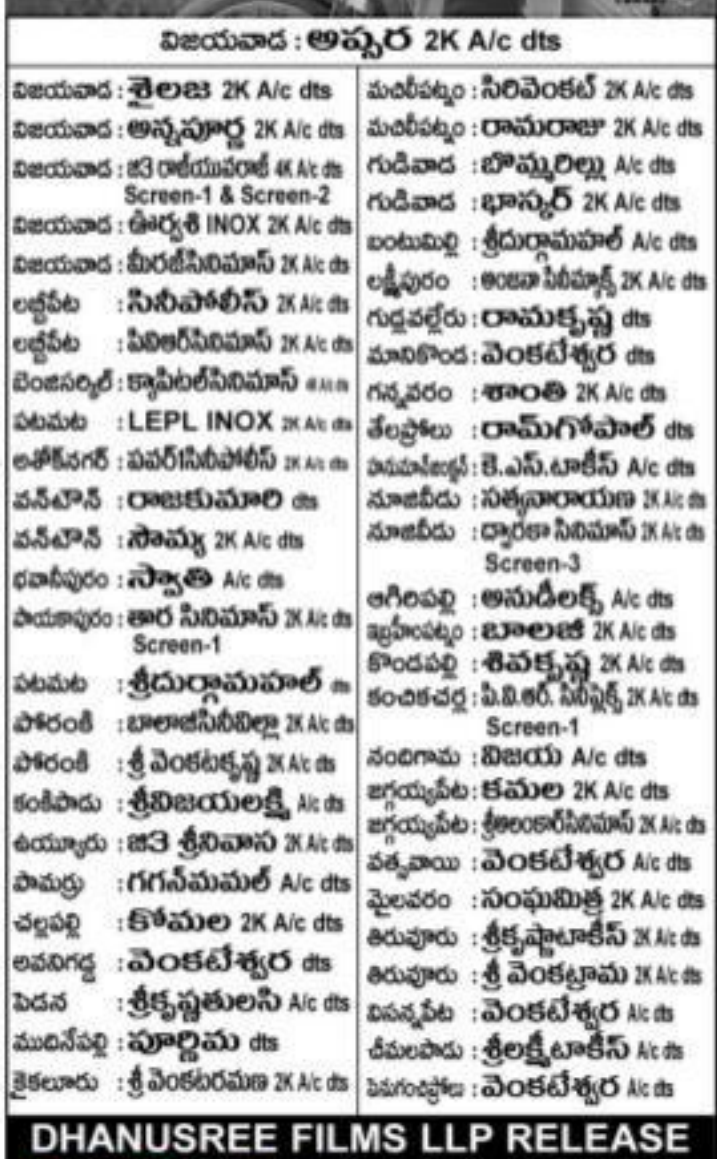 విజయవాడ : అప్సర 2K A/c dts
విజయవాడ : శైలజ 2K A/c dts
విజయవాడ : అన్నపూర్ణ 2K A/c dts
విజయవాడ : జి3 రాజ్‌యువరాజ్ 4K A/c dts
Screen-1 & Screen-2
విజయవాడ : ఊర్వశి INOX 2K A/c dts
విజయవాడ : మీరజ్‌సినిమాస్ 2K A/c dts
లబ్బీపేట : సినీపోలీస్ 2K A/c dts
లబ్బీపేట : పివిఆర్‌సినిమాస్ 2K A/c dts
బెంజిసర్కిల్ : క్యాపిటల్‌సినిమాస్ 4K A/c dts
పటమట : LEPL INOX 2K A/c dts
అశోక్‌నగర్ : పవర్1సినీపోలీస్ 2K A/c dts
వన్‌టౌన్ : రాజకుమారి dts
వన్‌టౌన్ : సౌమ్య 2K A/c dts
భవానీపురం : స్వాతి A/c dts
పాయకాపురం : తార సినిమాస్ 2K A/c dts
Screen-1
పటమట : శ్రీదుర్గామహల్ dts
పోరంకి : బాలాజీసినీవిల్లా 2K A/c dts
పోరంకి : శ్రీ వెంకటకృష్ణ 2K A/c dts
కంకిపాడు : శ్రీవిజయలక్ష్మి A/c dts
ఉయ్యూరు : జి3 శ్రీనివాస 2K A/c dts
పామర్రు : గగన్‌మమల్ A/c dts
చల్లపల్లి : కోమల 2K A/c dts
అవనిగడ్డ : వెంకటేశ్వర dts
పెడన : శ్రీకృష్ణతులసి A/c dts
ముదినేపల్లి : పూర్ణిమ dts
కైకలూరు : శ్రీ వెంకటరమణ 2K A/c dts
మచిలీపట్నం : సిరివెంకట్ 2K A/c dts
మచిలీపట్నం : రామరాజు 2K A/c dts
గుడివాడ : బొమ్మరిల్లు A/c dts
గుడివాడ : భాస్కర్ 2K A/c dts
బంటుమిల్లి : శ్రీదుర్గామహల్ A/c dts
లక్ష్మీపురం : అంజనా సినీమ్యాక్స్ 2K A/c dts
గుడ్లవల్లేరు : రామకృష్ణ dts
మానికొండ : వెంకటేశ్వర dts
గన్నవరం : శాంతి 2K A/c dts
తేలప్రోలు : రామ్‌గోపాల్ dts
హనుమాన్‌జంక్షన్ : కె.ఎస్.టాకీస్ A/c dts
నూజివీడు : సత్యనారాయణ 2K A/c dts
నూజివీడు : ద్వారకా సినిమాస్ 2K A/c dts
Screen-3
ఆగిరిపల్లి : అనుడీలక్స్ A/c dts
ఇబ్రహీంపట్నం : బాలాజీ 2K A/c dts
కొండపల్లి : శివకృష్ణ 2K A/c dts
కంచికచర్ల : పి.వి.ఆర్. సినీప్లెక్స్ 2K A/c dts
Screen-1
నందిగామ : విజయ A/c dts
జగ్గయ్యపేట : కమల 2K A/c dts
జగ్గయ్యపేట : శ్రీఅలంకార్‌సినిమాస్ 2K A/c dts
వత్సవాయి : వెంకటేశ్వర A/c dts
మైలవరం : సంఘమిత్ర 2K A/c dts
తిరువూరు : శ్రీకృష్ణాటాకీస్ 2K A/c dts
తిరువూరు : శ్రీ వెంకట్రామ 2K A/c dts
విసన్నపేట : వెంకటేశ్వర A/c dts
చీమలపాడు : శ్రీలక్ష్మీటాకీస్ A/c dts
పెనుగంచిప్రోలు : వెంకటేశ్వర A/c dts
DHANUSREE FILMS LLP RELEASE